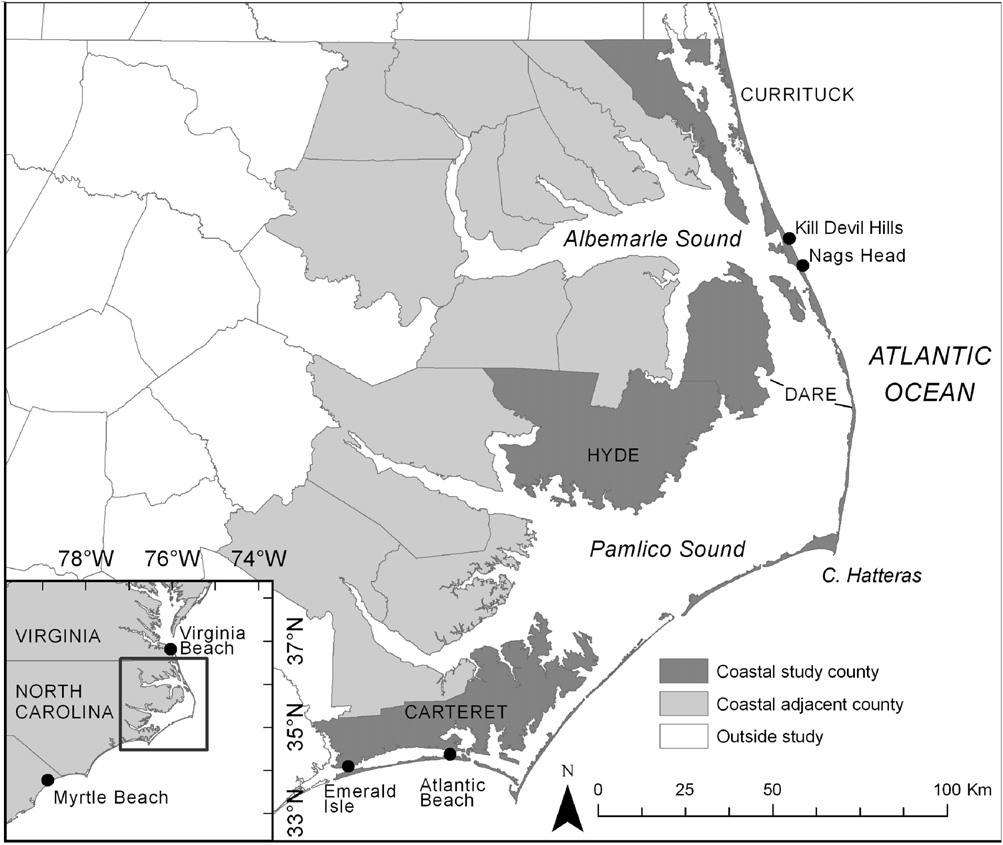 CURRITUCK
Kill Devil Hills
Albemarle Sound
Nags Head
ATLANTIC
OCEAN
DARE
HYDE
Pamlico Sound
C. Hatteras
78°W 76°W 74°W
VIRGINIA
Virginia
Beach
NORTH
CAROLINA
Myrtle Beach
37°N
35°N
33°N
CARTERET
Emerald
Isle
Atlantic
Beach
Coastal study county
Coastal adjacent county
Outside study
N
0 25 50 100 Km